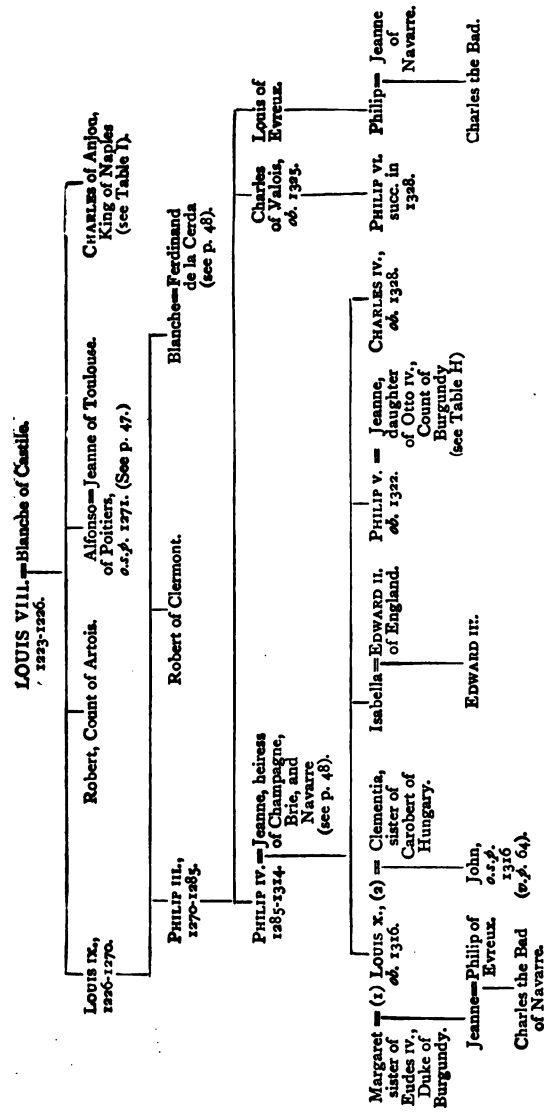 LOUIS VIII.=Blanche of Castile.
1223-1226.
LOUIS IX.,
1226-1270.
Robert, Count of Artois.
Alfonso=Jeanne of Toulouse.
of Poitiers,
o.s.p. 1271. (See p. 47.)
CHARLES of Anjou,
King of Naples
(see Table I).
PHILIP III.,
1270-1285.
Robert of Clermont.
Blanche=Ferdinand
de la Cerda
(see p. 48).
PHILIP IV.=Jeanne, heiress
1285-1314. of Champagne,
Brie, and
Navarre
(see p. 48).
Charles
of Valois,
ob. 1325.
Louis of
Evreux.
Margaret = (1) LOUIS X., (2) = Clementia,
sister of ob. 1316. sister of
Eudes IV., Carobert of
Duke of Hungary.
Burgundy.
Isabella=EDWARD II.
of England.
PHILIP V. = Jeanne,
ob. 1322. daughter
of Otto IV.,
Count of
Burgundy
(see Table H)
CHARLES IV.,
ob. 1328.
PHILIP VI.
succ. in
1328.
Philip=Jeanne
of
Navarre.
Jeanne=Philip of
Evreux.
John,
o.s.p.
1316
(v.p. 64).
EDWARD III.
Charles the Bad.
Charles the Bad
of Navarre.